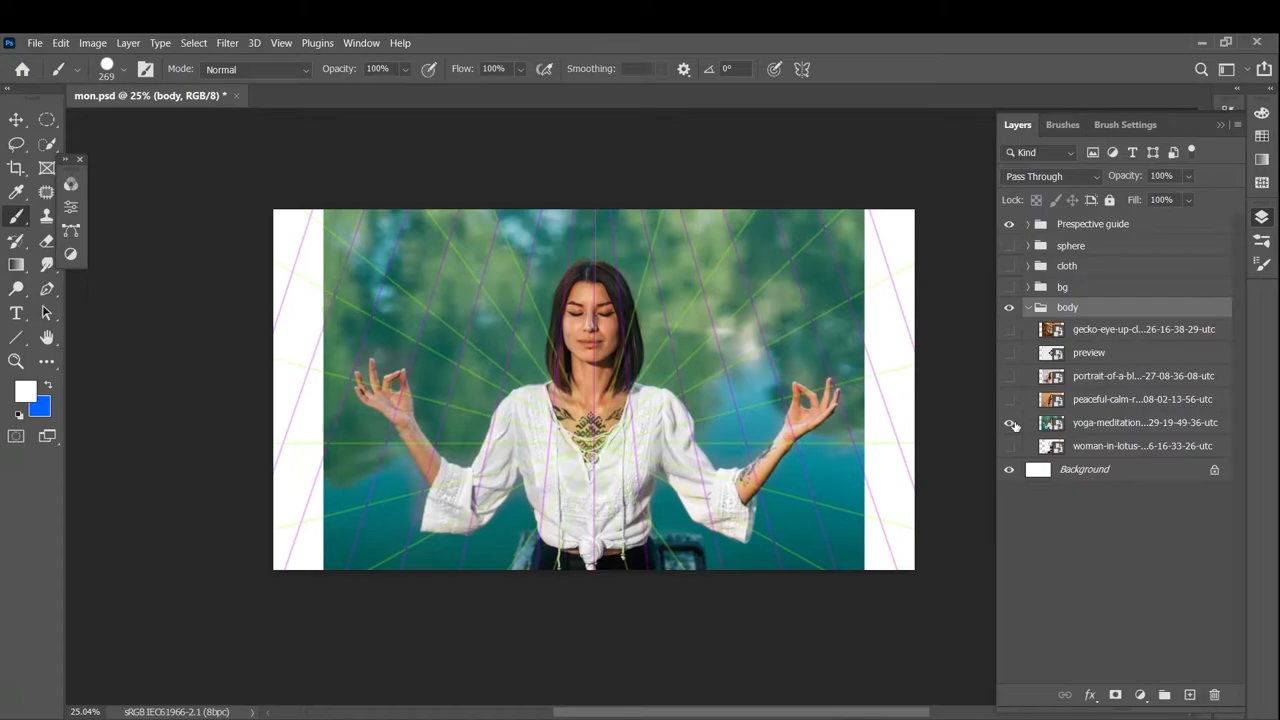 Ps File Edit Image Layer Type Select Filter 3D View Plugins Window Help
269 Mode: Normal Opacity: 100% Flow: 100% Smoothing: 0°
mon.psd @ 25% (body, RGB/8) *
Layers Brushes Brush Settings
Kind
Pass Through Opacity: 100%
Lock: Fill: 100%
Prespective guide
sphere
cloth
bg
body
gecko-eye-up-cl...26-16-38-29-utc
preview
portrait-of-a-bl...-27-08-36-08-utc
peaceful-calm-r...08-02-13-56-utc
yoga-meditation...29-19-49-36-utc
woman-in-lotus-...6-16-33-26-utc
Background
25.04% sRGB IEC61966-2.1 (8bpc)